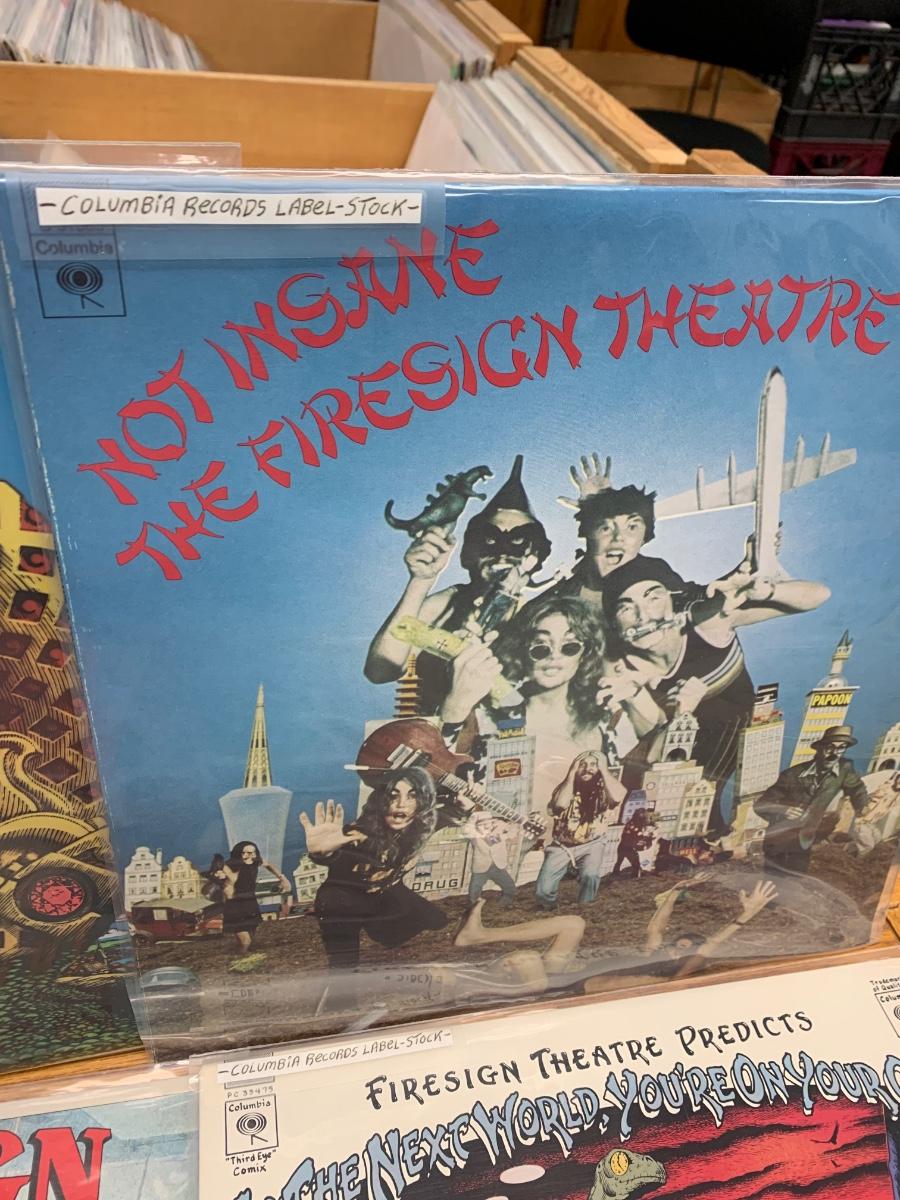 -COLUMBIA RECORDS LABEL-STOCK-
Columbia
NOT INSANE
THE FIRESIGN THEATRE
PAPOON
DRUG
-COLUMBIA RECORDS LABEL-STOCK-
PC 33475
Columbia
"Third Eye"
Comix
FIRESIGN THEATRE PREDICTS
THE NEXT WORLD, YOU'RE ON YOUR
GN